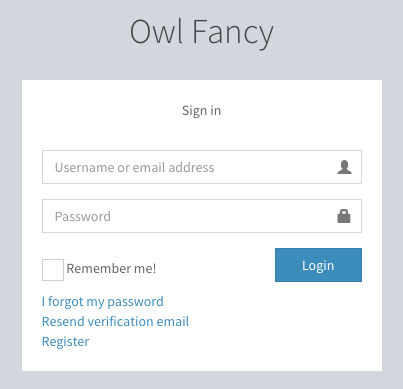 Owl Fancy
Sign in
Username or email address
Password
Remember me!
Login
I forgot my password
Resend verification email
Register